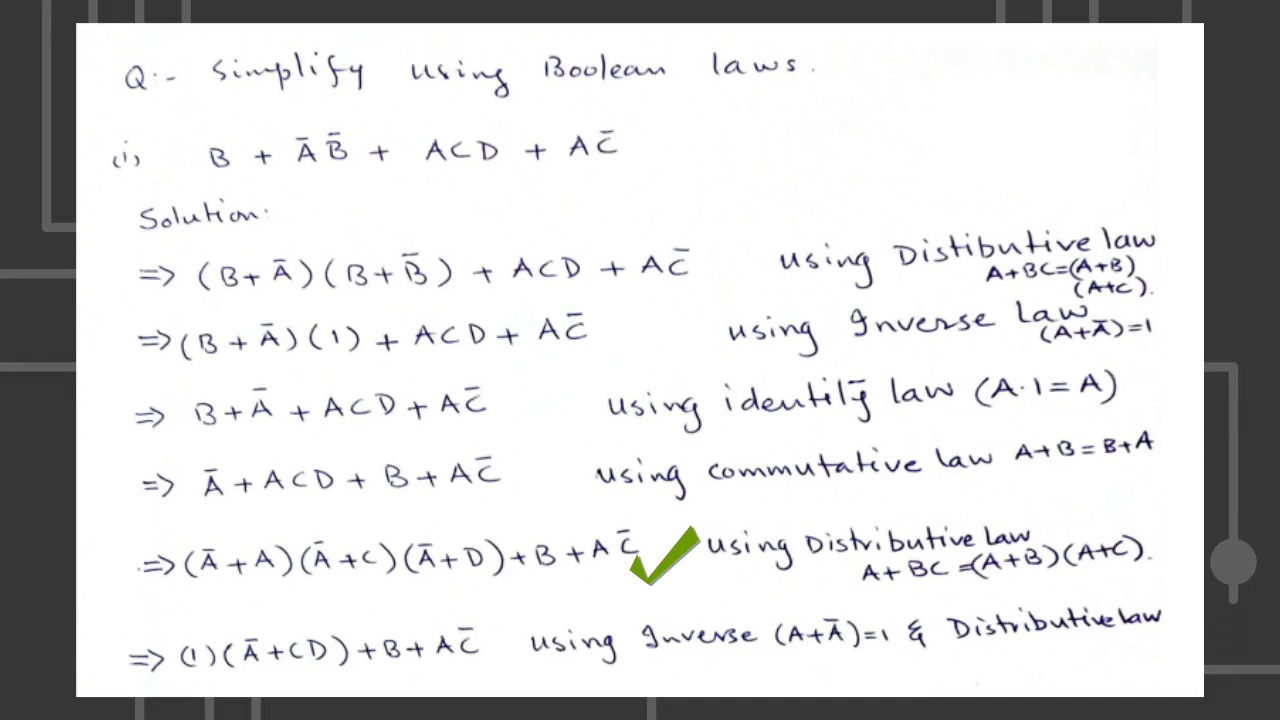 Q:- Simplify using Boolean laws.
(i) B + A̅ B̅ + ACD + AC̅
Solution:
=> (B + A̅)(B + B̅) + ACD + AC̅ using Distibutive law
A+BC=(A+B)
(A+C).
=> (B + A̅)(1) + ACD + AC̅ using Inverse Law
(A+A̅)=1
=> B + A̅ + ACD + AC̅ using identity law (A·1=A)
=> A̅ + ACD + B + AC̅ using commutative law A+B=B+A
=> (A̅ + A)(A̅ + C)(A̅ + D) + B + AC̅ using Distributive Law
A+BC=(A+B)(A+C).
=> (1)(A̅ + CD) + B + AC̅ using Inverse (A+A̅)=1 & Distributive law